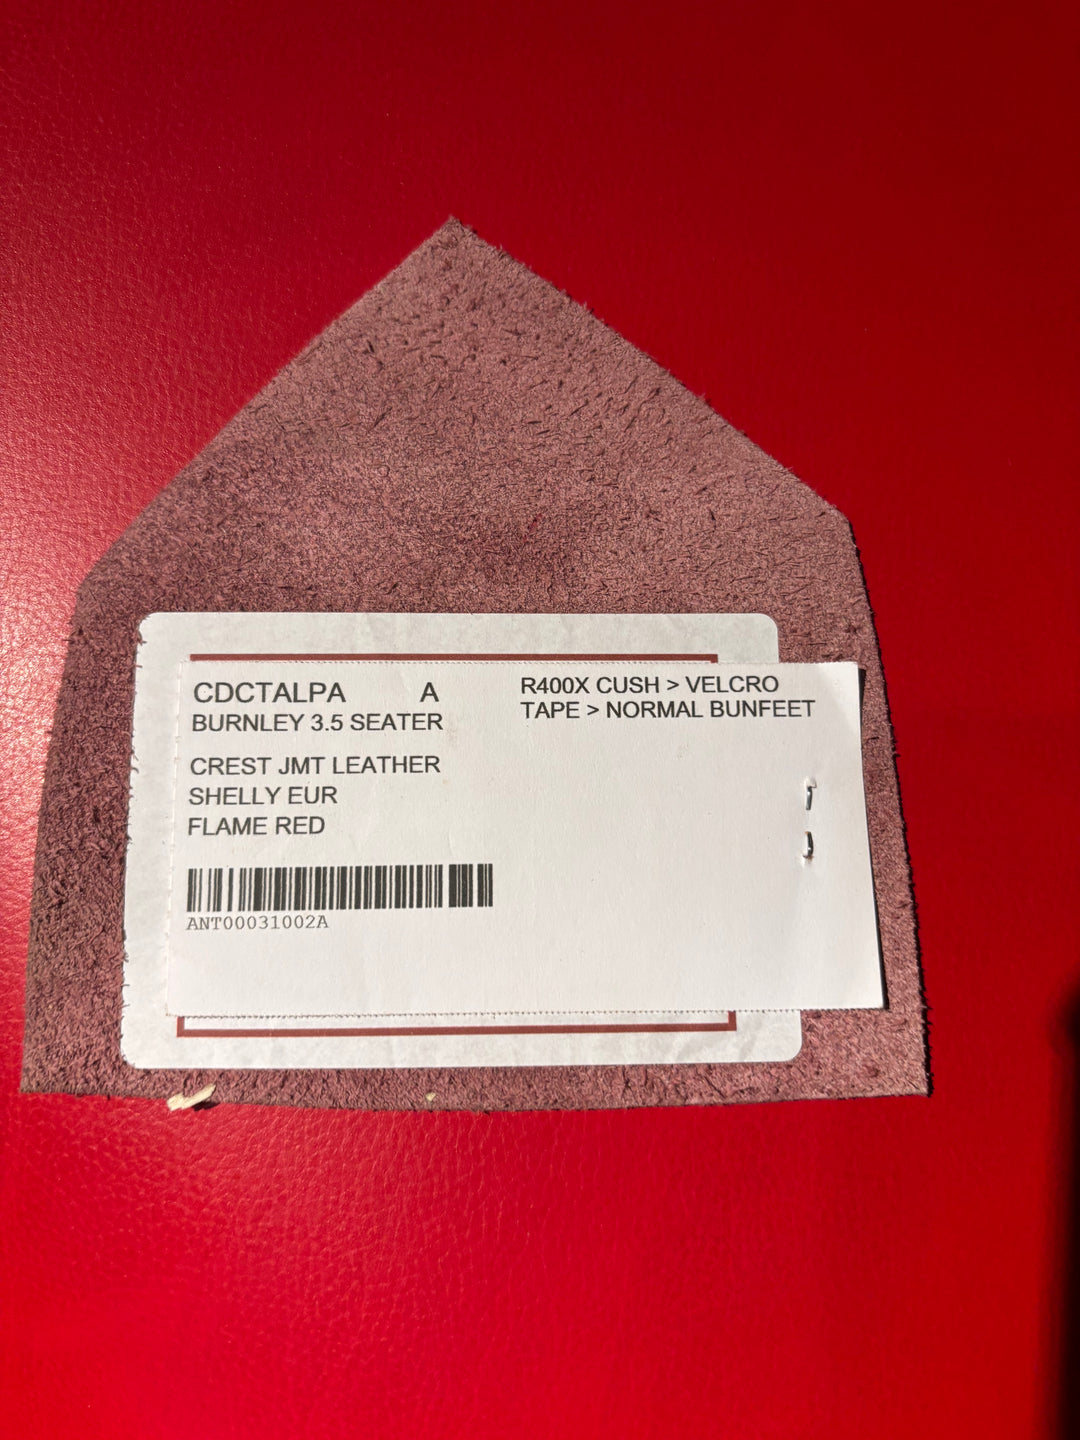 CDCTALPA A
BURNLEY 3.5 SEATER
CREST JMT LEATHER
SHELLY EUR
FLAME RED
ANT00031002A
R400X CUSH > VELCRO
TAPE > NORMAL BUNFEET